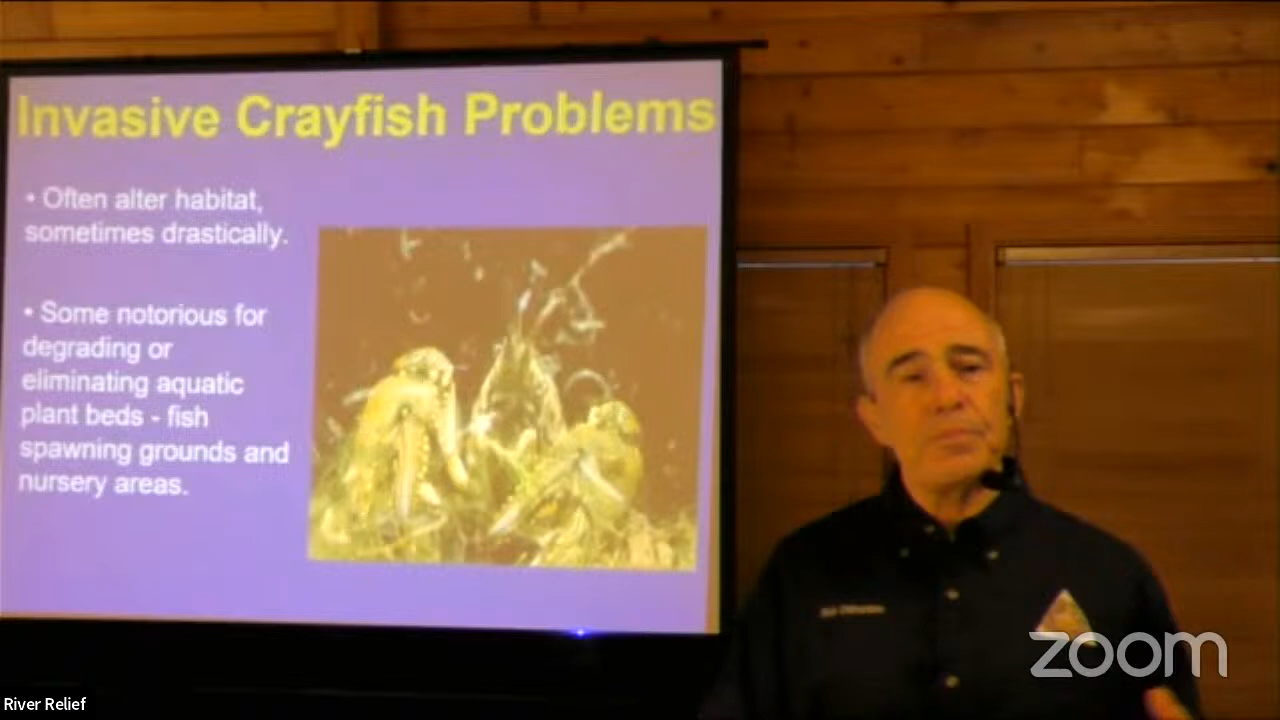 Invasive Crayfish Problems
• Often alter habitat,
sometimes drastically.
• Some notorious for
degrading or
eliminating aquatic
plant beds - fish
spawning grounds and
nursery areas.
zoom
River Relief